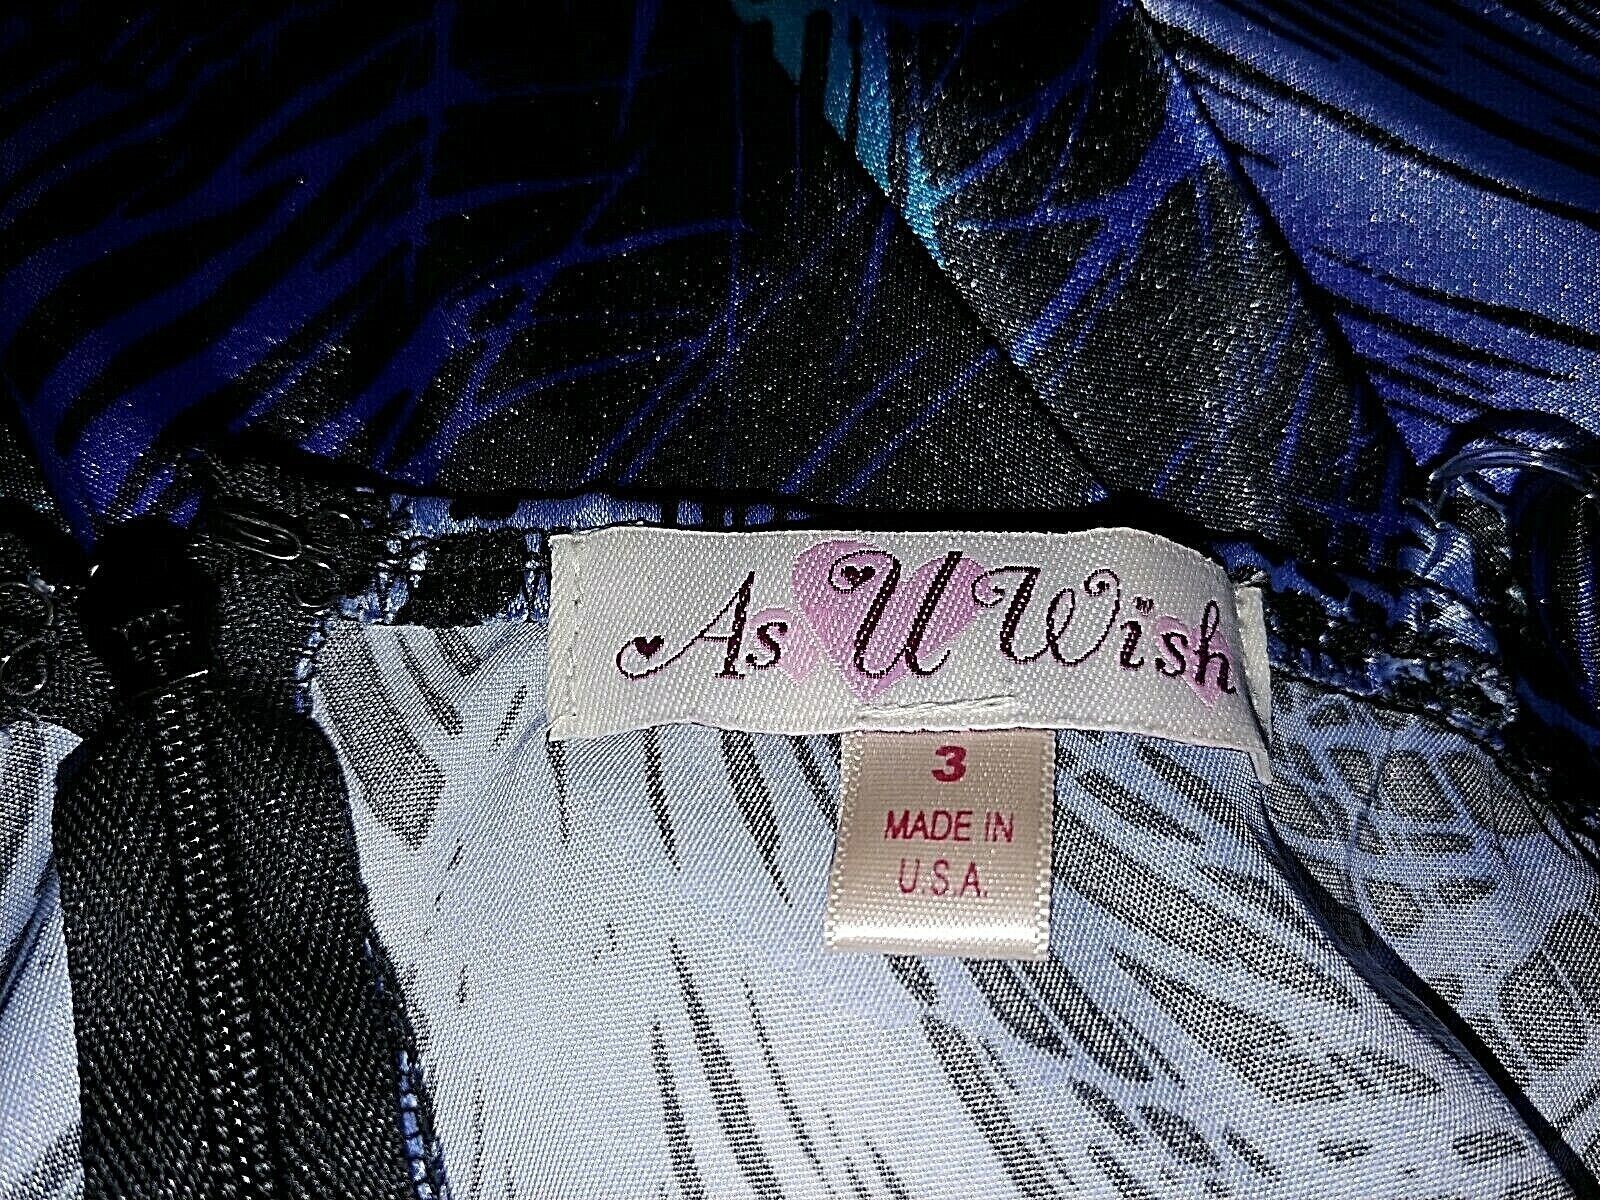 As U Wish
3
MADE IN
U.S.A.